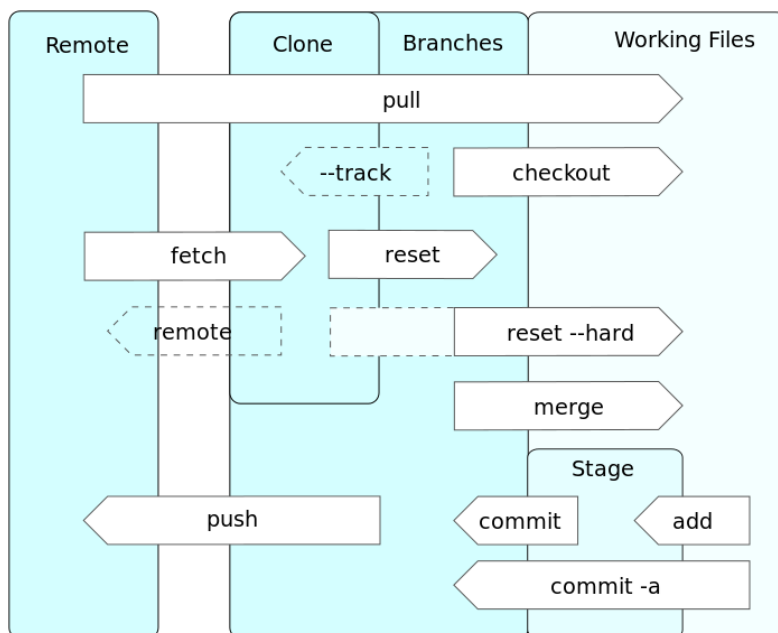 Remote
Clone
Branches
Working Files
pull
--track
checkout
fetch
reset
remote
reset --hard
merge
Stage
push
commit
add
commit -a